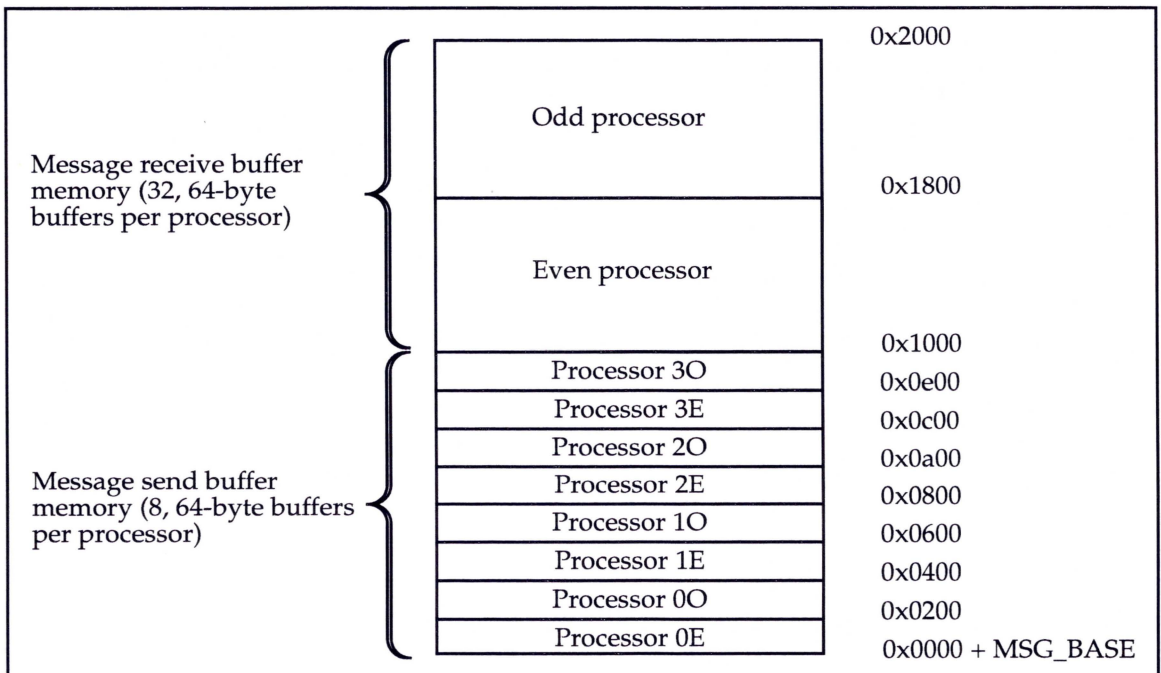 0x2000
Odd processor
Message receive buffer
memory (32, 64-byte
buffers per processor)
0x1800
Even processor
0x1000
Processor 3O
0x0e00
Processor 3E
0x0c00
Processor 2O
0x0a00
Message send buffer
memory (8, 64-byte buffers
per processor)
Processor 2E
0x0800
Processor 1O
0x0600
Processor 1E
0x0400
Processor 0O
0x0200
Processor 0E
0x0000 + MSG_BASE